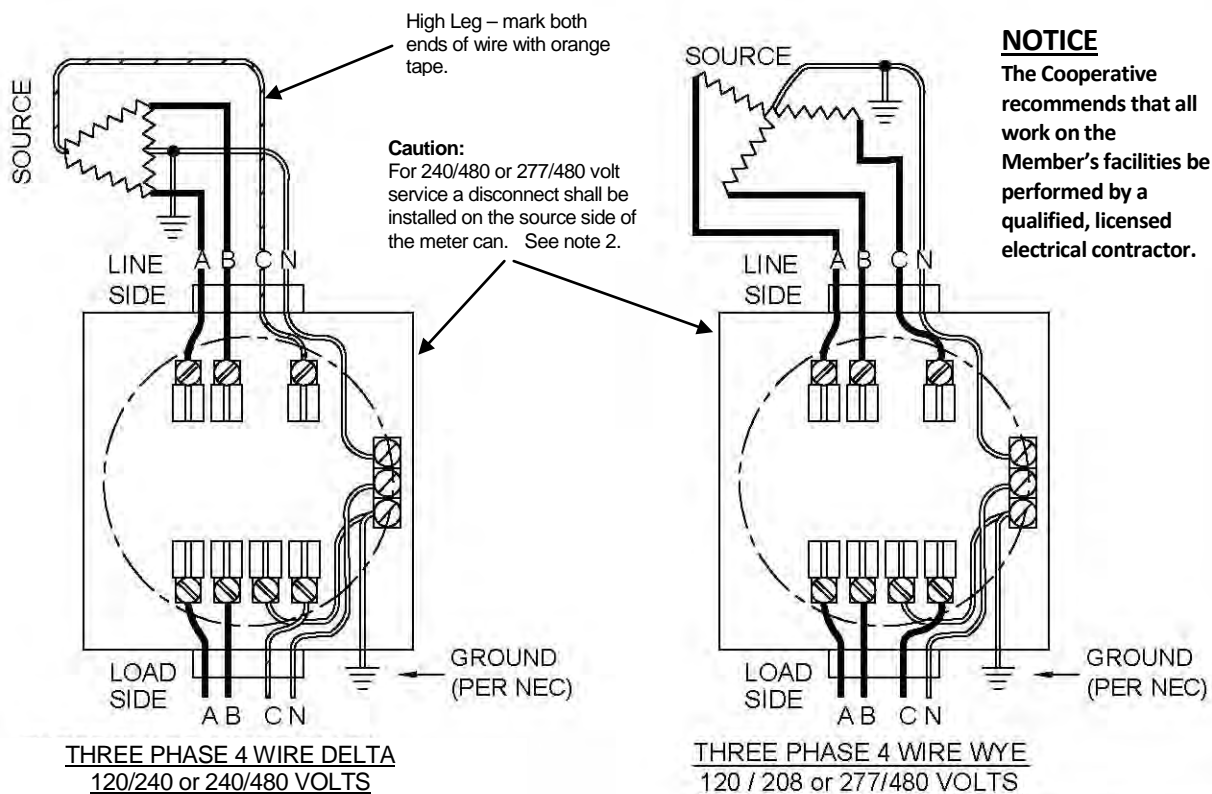 High Leg – mark both
ends of wire with orange
tape.
SOURCE
Caution:
For 240/480 or 277/480 volt
service a disconnect shall be
installed on the source side of
the meter can. See note 2.
SOURCE
NOTICE
The Cooperative
recommends that all
work on the
Member’s facilities be
performed by a
qualified, licensed
electrical contractor.
A B C N
LINE
SIDE
A B C N
LINE
SIDE
LOAD
SIDE
A B C N
GROUND
(PER NEC)
LOAD
SIDE
A B C N
GROUND
(PER NEC)
THREE PHASE 4 WIRE DELTA
120/240 or 240/480 VOLTS
THREE PHASE 4 WIRE WYE
120 / 208 or 277/480 VOLTS